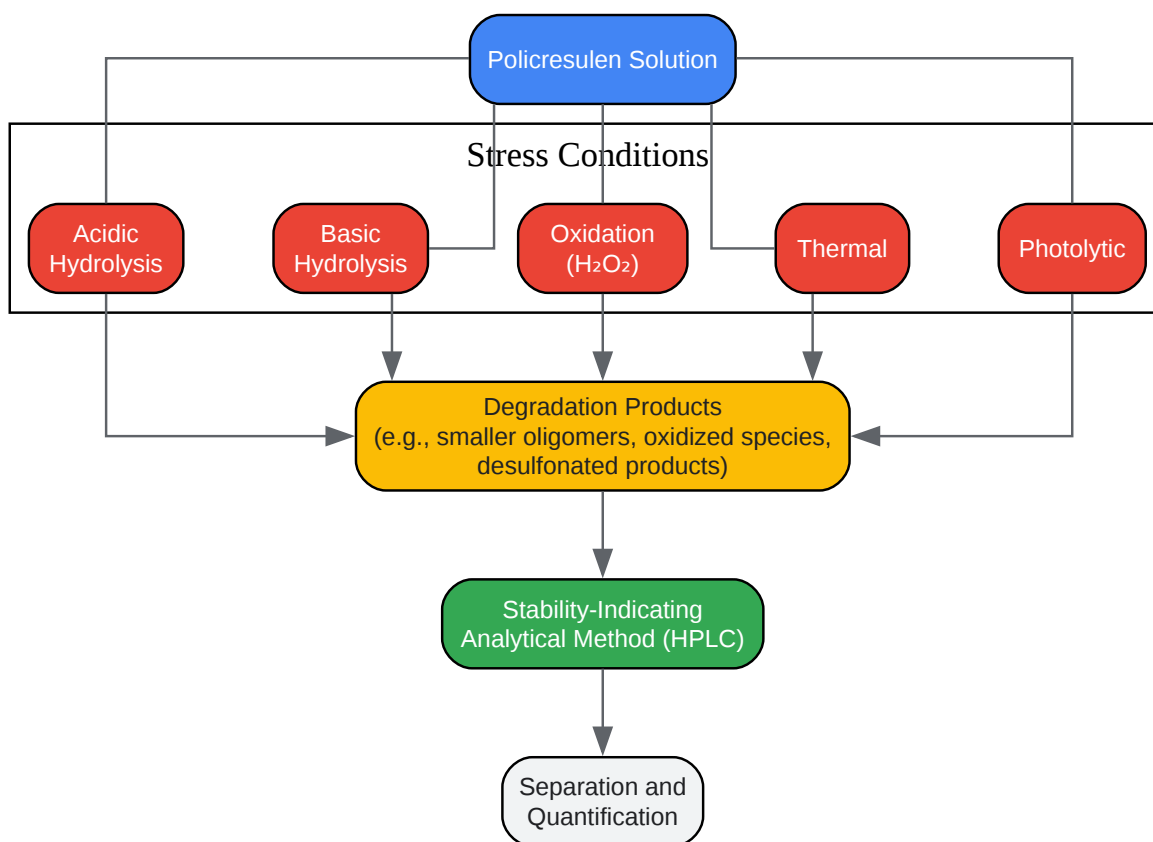 Policresulen Solution
Stress Conditions
Acidic
Hydrolysis
Basic
Hydrolysis
Oxidation
(H₂O₂)
Thermal
Photolytic
Degradation Products
(e.g., smaller oligomers, oxidized species,
desulfonated products)
Stability-Indicating
Analytical Method (HPLC)
Separation and
Quantification